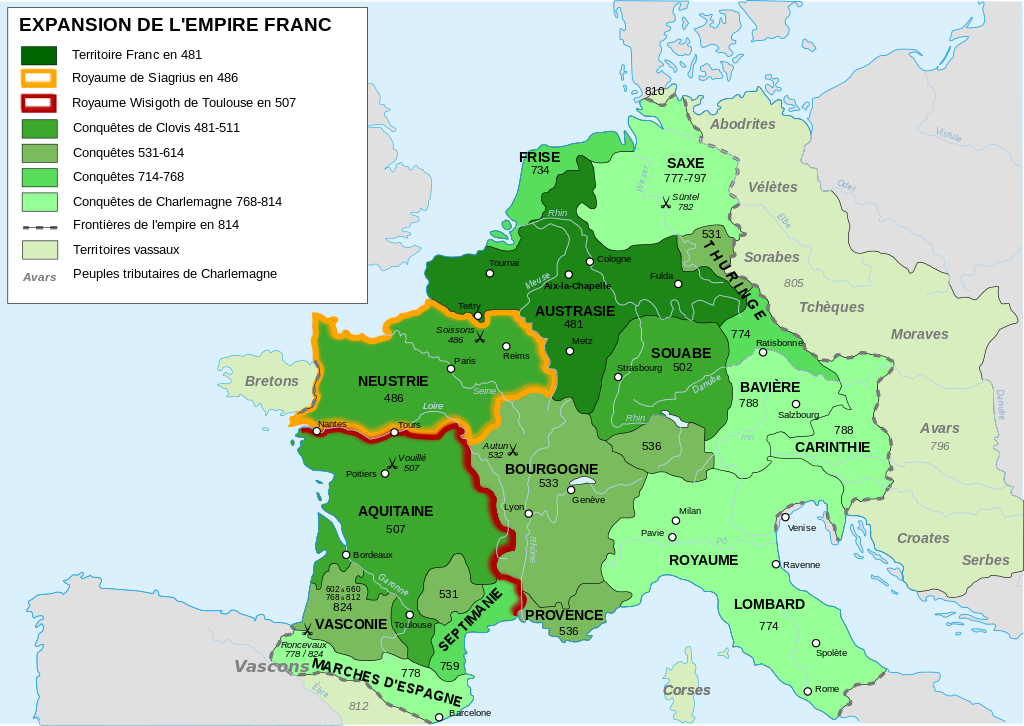 EXPANSION DE L'EMPIRE FRANC
Territoire Franc en 481
Royaume de Siagrius en 486
Royaume Wisigoth de Toulouse en 507
Conquêtes de Clovis 481-511
Conquêtes 531-614
Conquêtes 714-768
Conquêtes de Charlemagne 768-814
Frontières de l'empire en 814
Territoires vassaux
Avars
Peuples tributaires de Charlemagne
810
Abodrites
Vistule
FRISE
734
SAXE
777-797
Weser
Süntel
782
Vélètes
Oder
Elbe
Rhin
531
THURINGE
Sorabes
805
Tournai
Cologne
Meuse
Aix-la-Chapelle
Fulda
Tchèques
Tertry
AUSTRASIE
481
Soissons
486
Reims
Metz
774
Ratisbonne
Moraves
Paris
SOUABE
502
Strasbourg
Danube
Bretons
NEUSTRIE
486
Seine
Loire
BAVIÈRE
788
Salzbourg
Danube
Nantes
Tours
Rhin
Inn
788
CARINTHIE
Avars
796
Autun
532
536
Vouillé
507
Poitiers
BOURGOGNE
533
Genève
AQUITAINE
507
Lyon
Milan
Venise
Pavie
Pô
Croates
Rhône
Bordeaux
ROYAUME
Ravenne
Serbes
Garonne
602 à 660
768 à 812
824
531
VASCONIE
Toulouse
SEPTIMANIE
PROVENCE
536
LOMBARD
774
Roncevaux
778 / 824
Vascons
MARCHES D'ESPAGNE
778
759
Spolète
Èbre
812
Barcelone
Corses
Rome